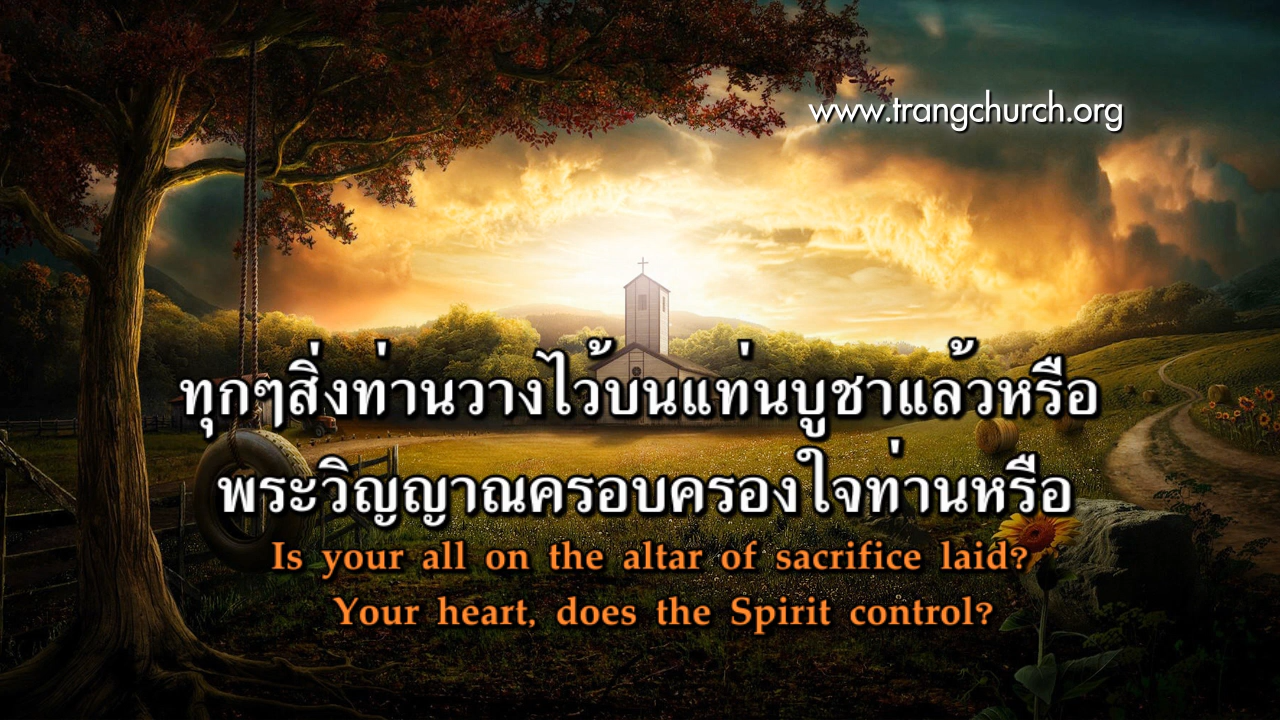 www.trangchurch.org
ทุกๆสิ่งท่านวางไว้บนแท่นบูชาแล้วหรือ
พระวิญญาณครอบครองใจท่านหรือ
Is your all on the altar of sacrifice laid?
Your heart, does the Spirit control?